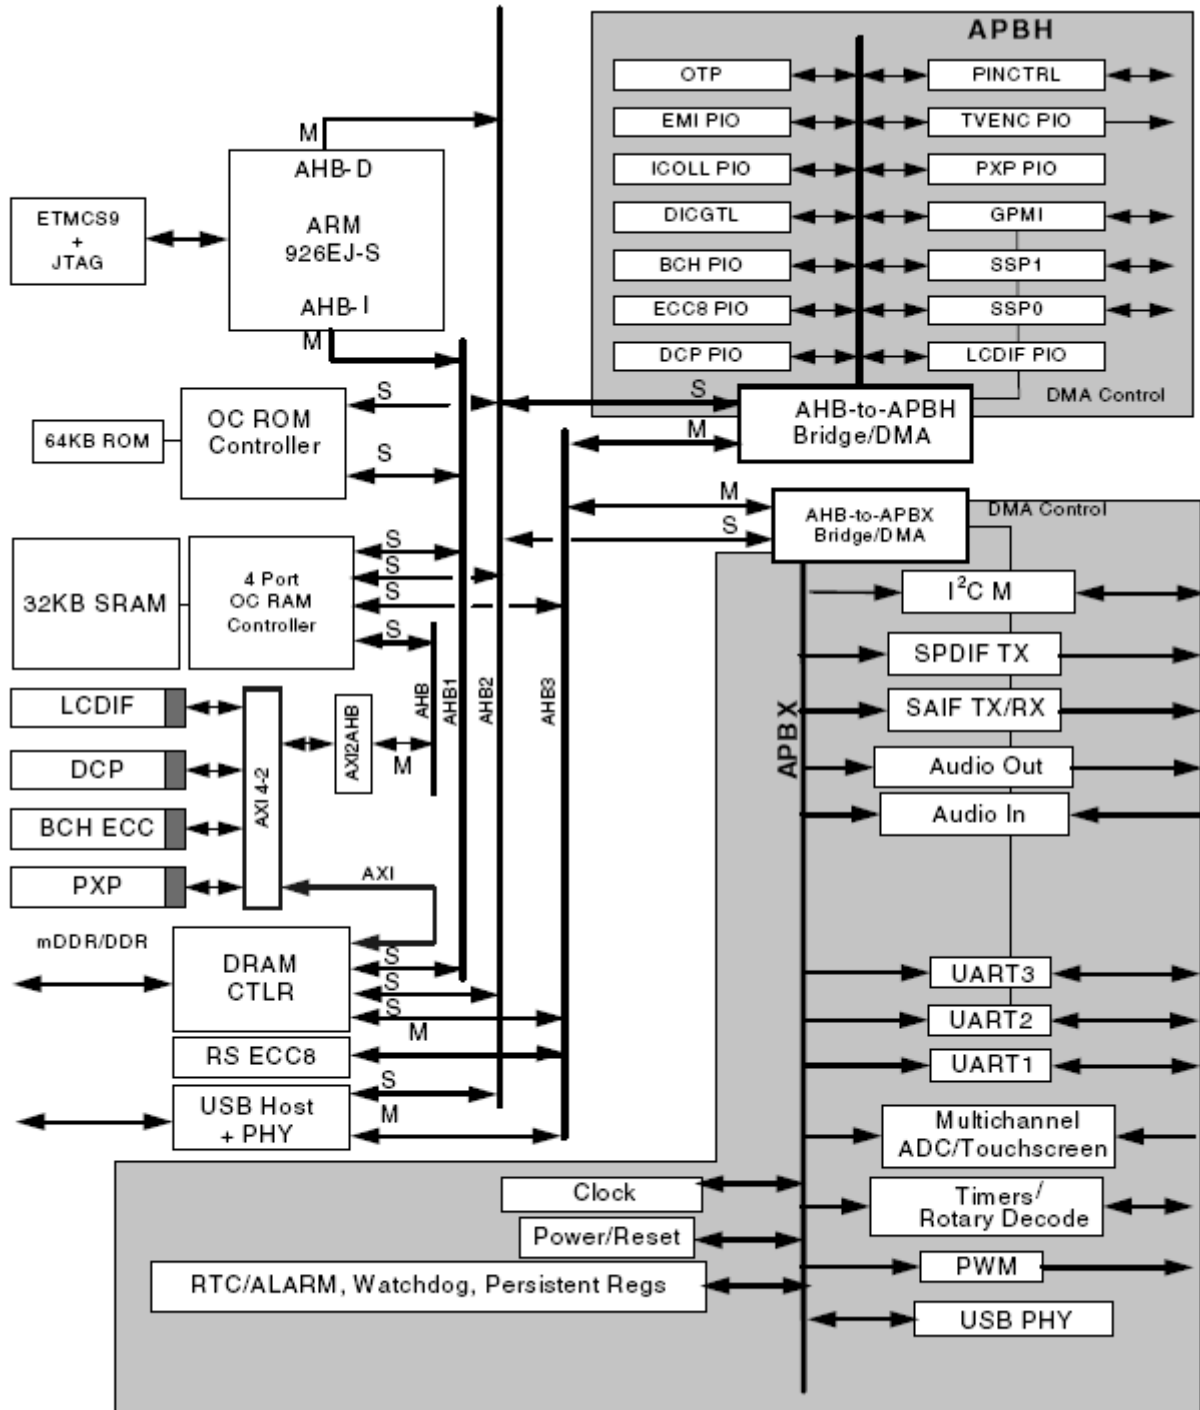 APBH
OTP
PINCTRL
EMI PIO
TVENC PIO
ICOLL PIO
PXP PIO
DICGTL
GPMI
BCH PIO
SSP1
ECC8 PIO
SSP0
DCP PIO
LCDIF PIO
DMA Control
S
AHB-to-APBH
M
Bridge/DMA
M
AHB-D
ARM
926EJ-S
AHB-I
M
ETMCS9
+
JTAG
S
OC ROM
Controller
S
64KB ROM
M
AHB-to-APBX
S
Bridge/DMA
DMA Control
32KB SRAM
4 Port
OC RAM
Controller
S
S
S
S
AHB
AHB1
AHB2
AHB3
LCDIF
DCP
BCH ECC
PXP
AXI 4-2
AXI2AHB
M
AXI
mDDR/DDR
DRAM
CTLR
S
S
S
M
RS ECC8
S
USB Host
M
+ PHY
APBX
I²C M
SPDIF TX
SAIF TX/RX
Audio Out
Audio In
UART3
UART2
UART1
Multichannel
ADC/Touchscreen
Clock
Timers/
Rotary Decode
Power/Reset
PWM
RTC/ALARM, Watchdog, Persistent Regs
USB PHY